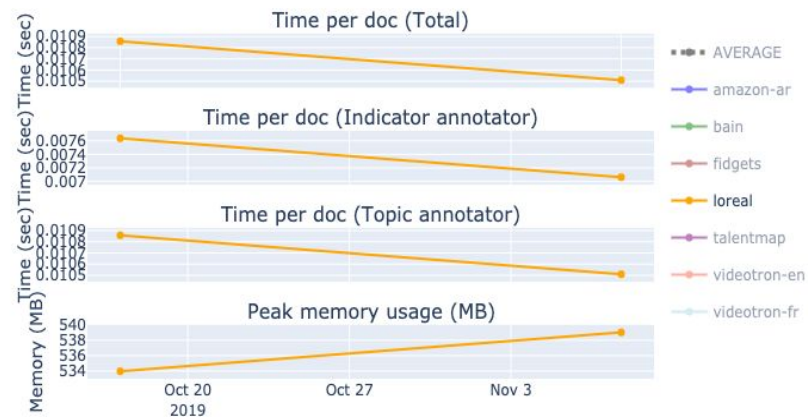 Time per doc (Total)
Time (sec)
0.0109
0.0108
0.0107
0.0106
0.0105
Time per doc (Indicator annotator)
Time (sec)
0.0076
0.0074
0.0072
0.007
Time per doc (Topic annotator)
Time (sec)
0.0109
0.0108
0.0107
0.0106
0.0105
Peak memory usage (MB)
Memory (MB)
540
538
536
534
Oct 20
2019
Oct 27
Nov 3
AVERAGE
amazon-ar
bain
fidgets
loreal
talentmap
videotron-en
videotron-fr